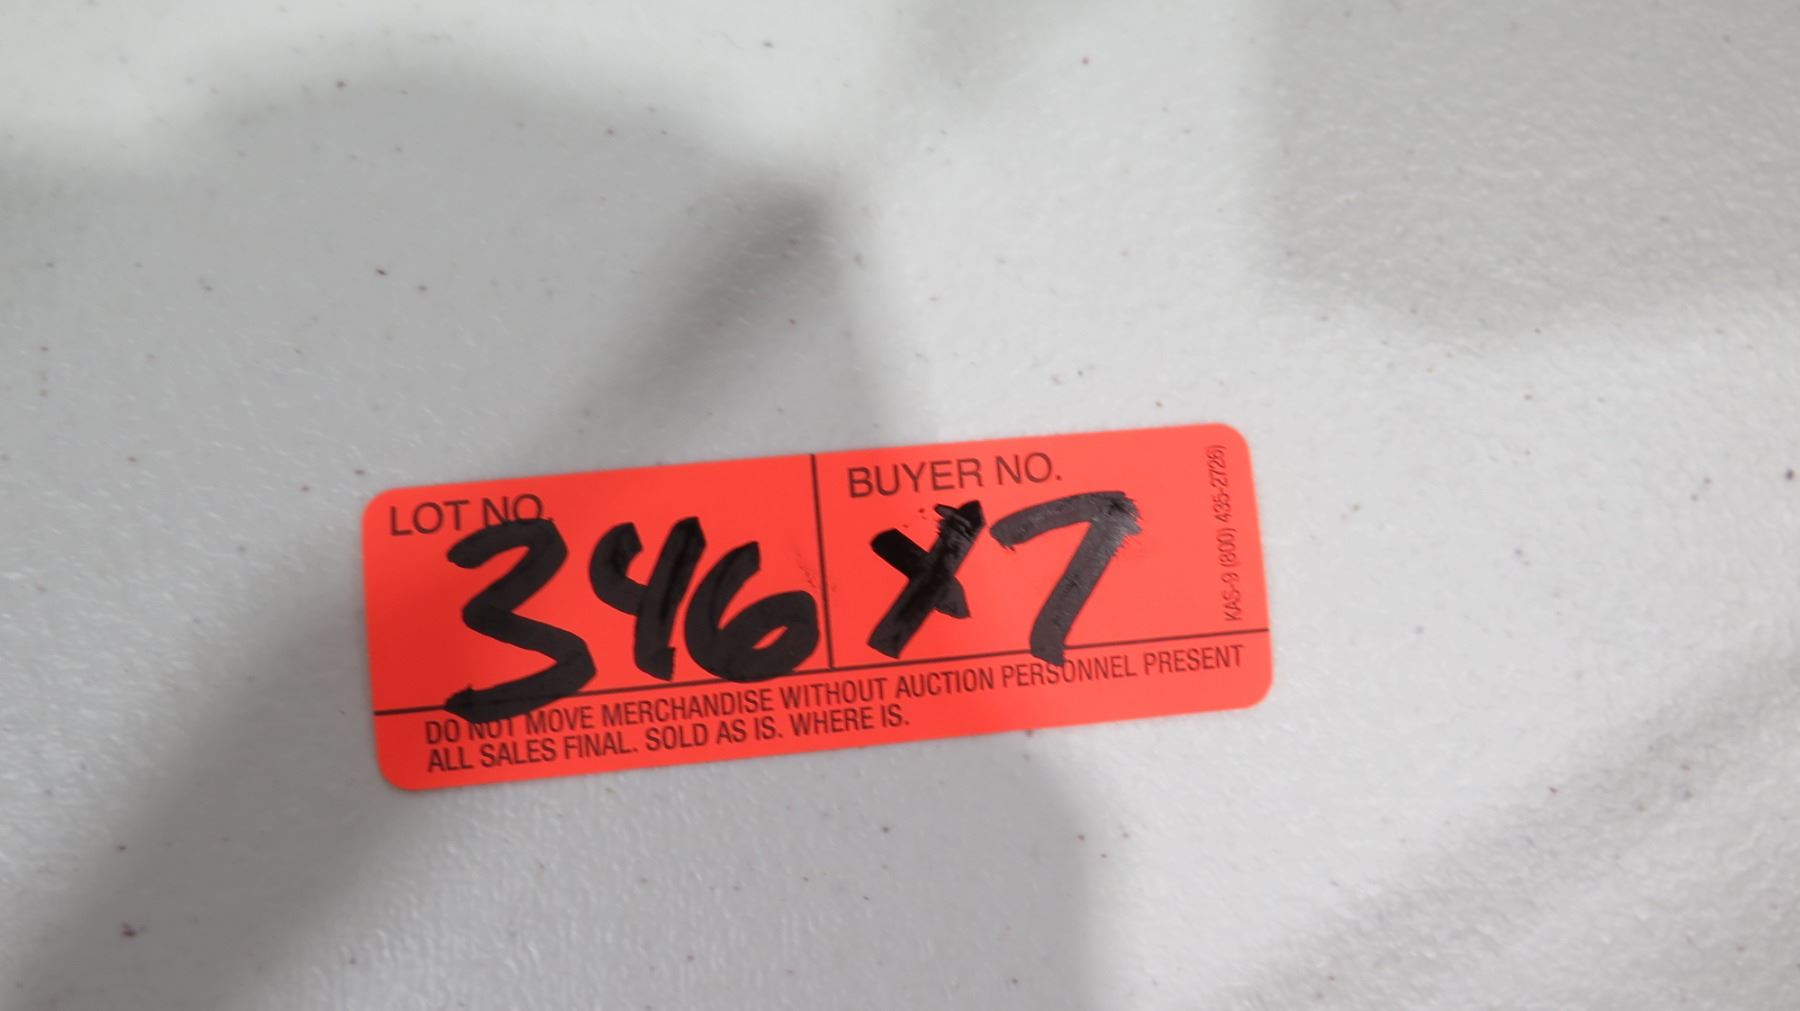 LOT NO.
346
BUYER NO.
X7
DO NOT MOVE MERCHANDISE WITHOUT AUCTION PERSONNEL PRESENT
ALL SALES FINAL. SOLD AS IS. WHERE IS.
KAS-9 (800) 435-2726)